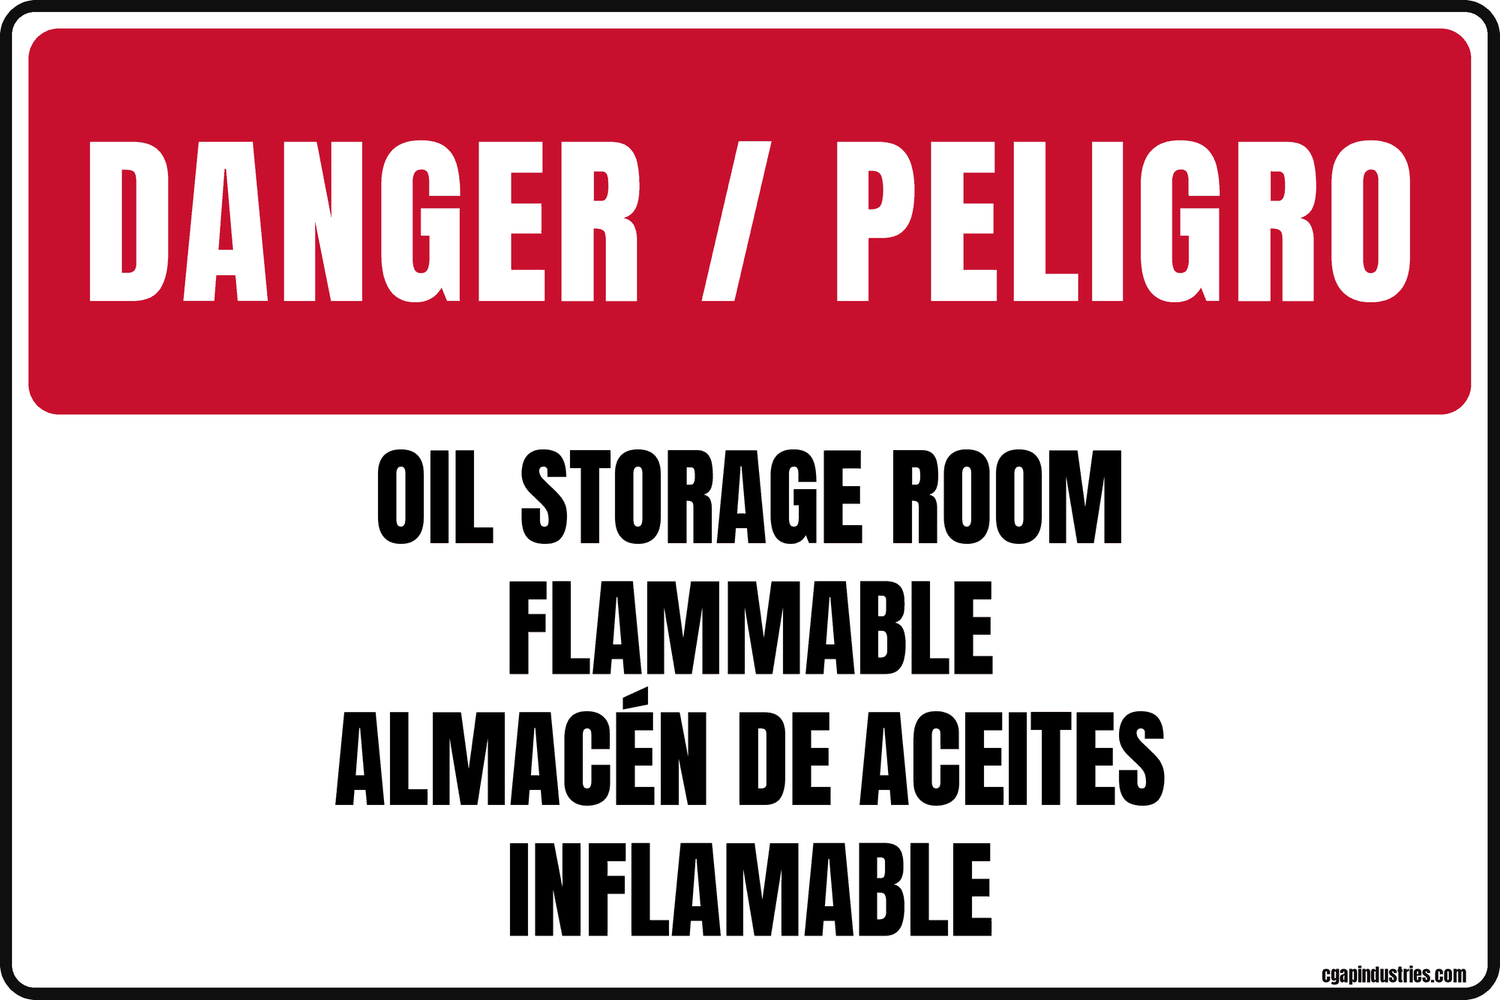 DANGER / PELIGRO
OIL STORAGE ROOM
FLAMMABLE
ALMACÉN DE ACEITES
INFLAMABLE
cgapindustries.com